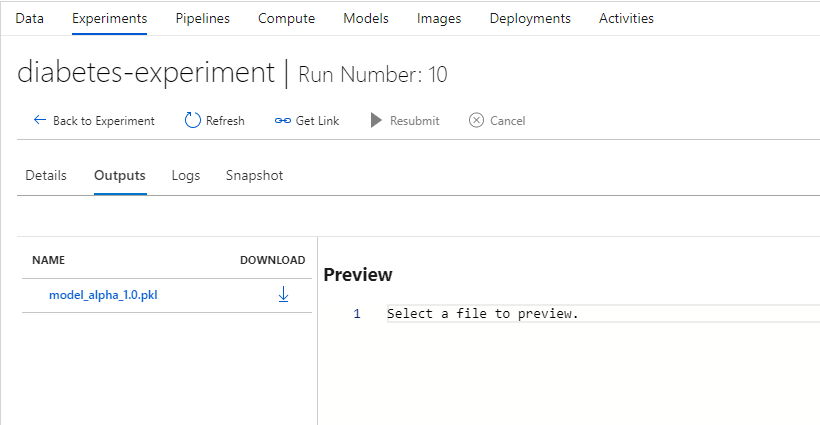 Data Experiments Pipelines Compute Models Images Deployments Activities
diabetes-experiment | Run Number: 10
Back to Experiment Refresh Get Link Resubmit Cancel
Details Outputs Logs Snapshot
NAME DOWNLOAD
model_alpha_1.0.pkl
Preview
1 Select a file to preview.